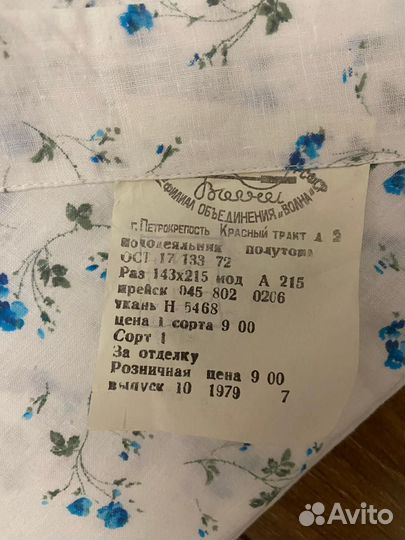 Волна
ФИЛИАЛ ОБЪЕДИНЕНИЯ „ВОЛНА"
г. ПЕТРОКРЕПОСТЬ КРАСНЫЙ ТРАКТ д 2
пододеяльник полутор
ОСТ 17 133 72
Раз 143х215 мод А 215
прейск 045 802 0206
ткань Н 5468
цена 1 сорта 9 00
Сорт 1
За отделку
Розничная цена 9 00
выпуск 10 1979 7
Avito